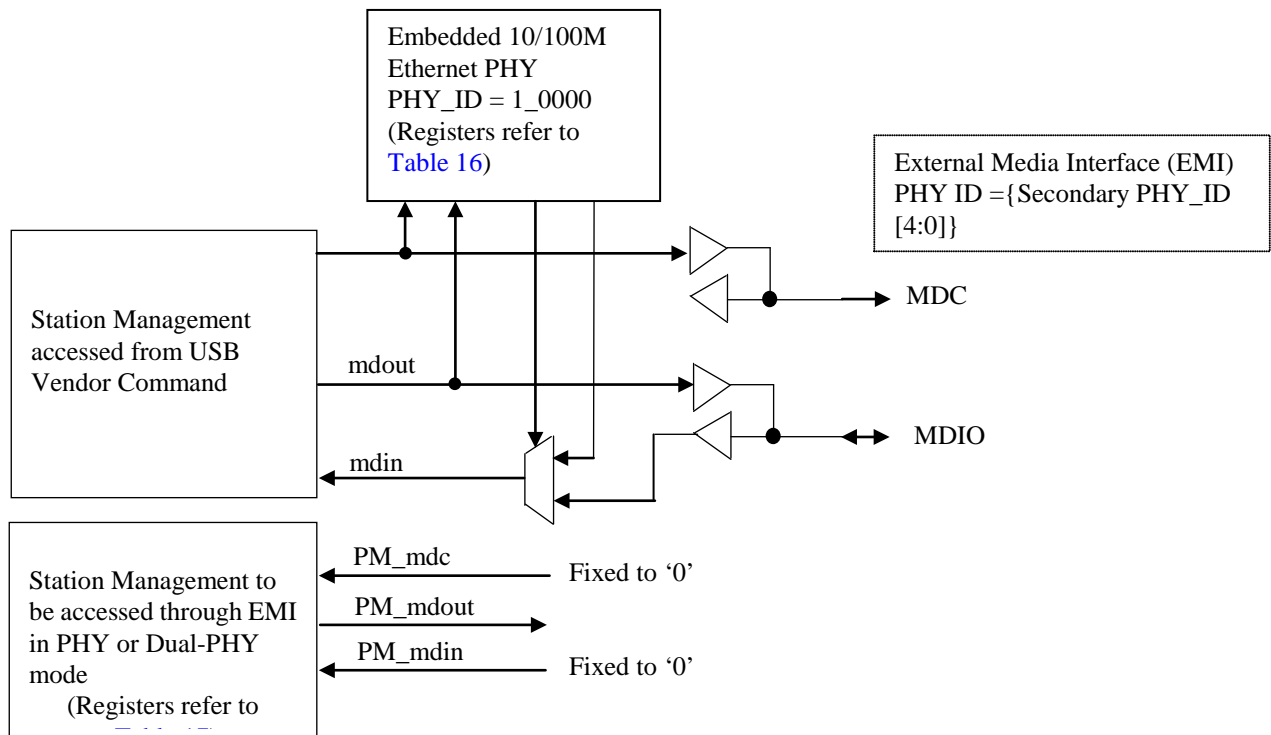 Embedded 10/100M
Ethernet PHY
PHY_ID = 1_0000
(Registers refer to
Table 16)
External Media Interface (EMI)
PHY ID ={Secondary PHY_ID
[4:0]}
Station Management
accessed from USB
Vendor Command
mdout
mdin
MDC
MDIO
Station Management to
be accessed through EMI
in PHY or Dual-PHY
mode
(Registers refer to
PM_mdc
Fixed to ‘0’
PM_mdout
PM_mdin
Fixed to ‘0’